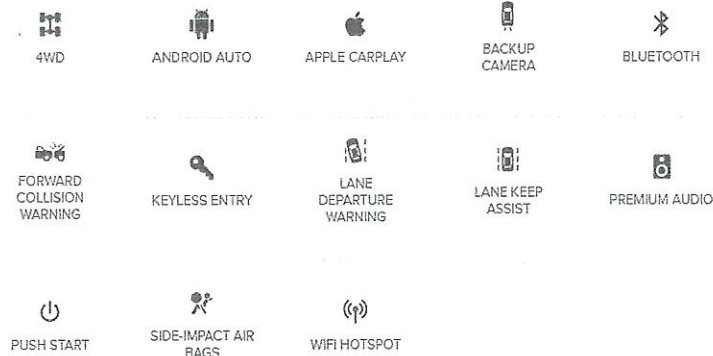 4WD
ANDROID AUTO
APPLE CARPLAY
BACKUP
CAMERA
BLUETOOTH
FORWARD
COLLISION
WARNING
KEYLESS ENTRY
LANE
DEPARTURE
WARNING
LANE KEEP
ASSIST
PREMIUM AUDIO
PUSH START
SIDE-IMPACT AIR
BAGS
WIFI HOTSPOT